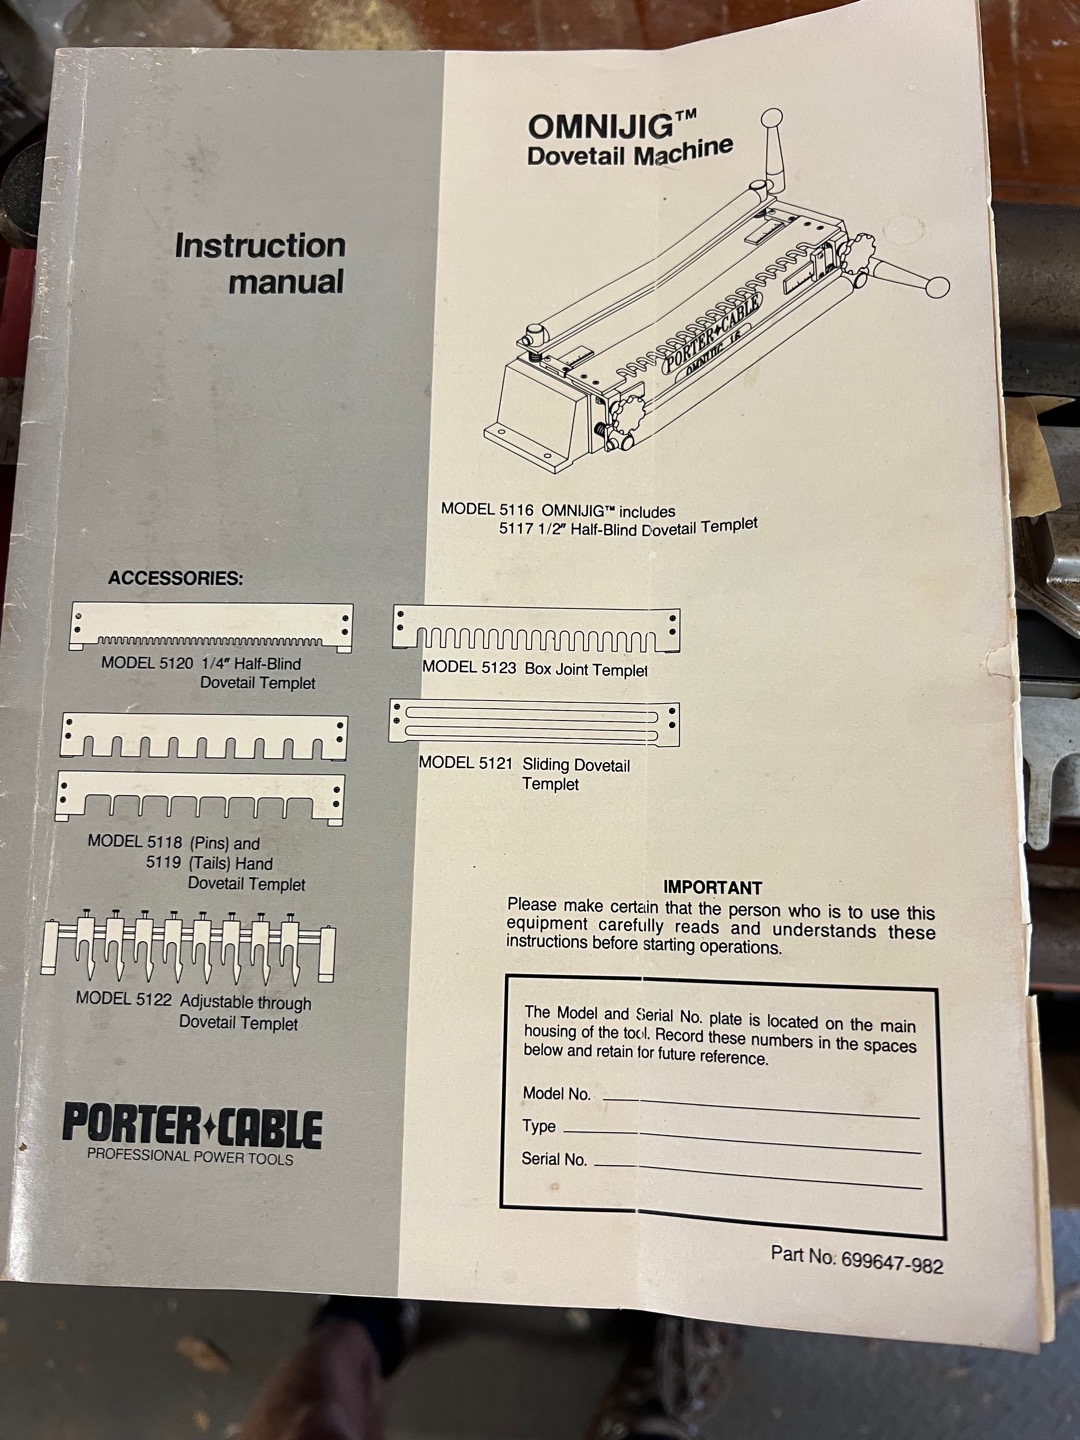 OMNIJIG™
Dovetail Machine
Instruction
manual
PORTER✦CABLE
OMNIJIG 16
MODEL 5116 OMNIJIG™ includes
5117 1/2" Half-Blind Dovetail Templet
ACCESSORIES:
MODEL 5120 1/4" Half-Blind
Dovetail Templet
MODEL 5123 Box Joint Templet
MODEL 5121 Sliding Dovetail
Templet
MODEL 5118 (Pins) and
5119 (Tails) Hand
Dovetail Templet
MODEL 5122 Adjustable through
Dovetail Templet
IMPORTANT
Please make certain that the person who is to use this
equipment carefully reads and understands these
instructions before starting operations.
The Model and Serial No. plate is located on the main
housing of the tool. Record these numbers in the spaces
below and retain for future reference.
Model No.
Type
Serial No.
PORTER✦CABLE
PROFESSIONAL POWER TOOLS
Part No. 699647-982